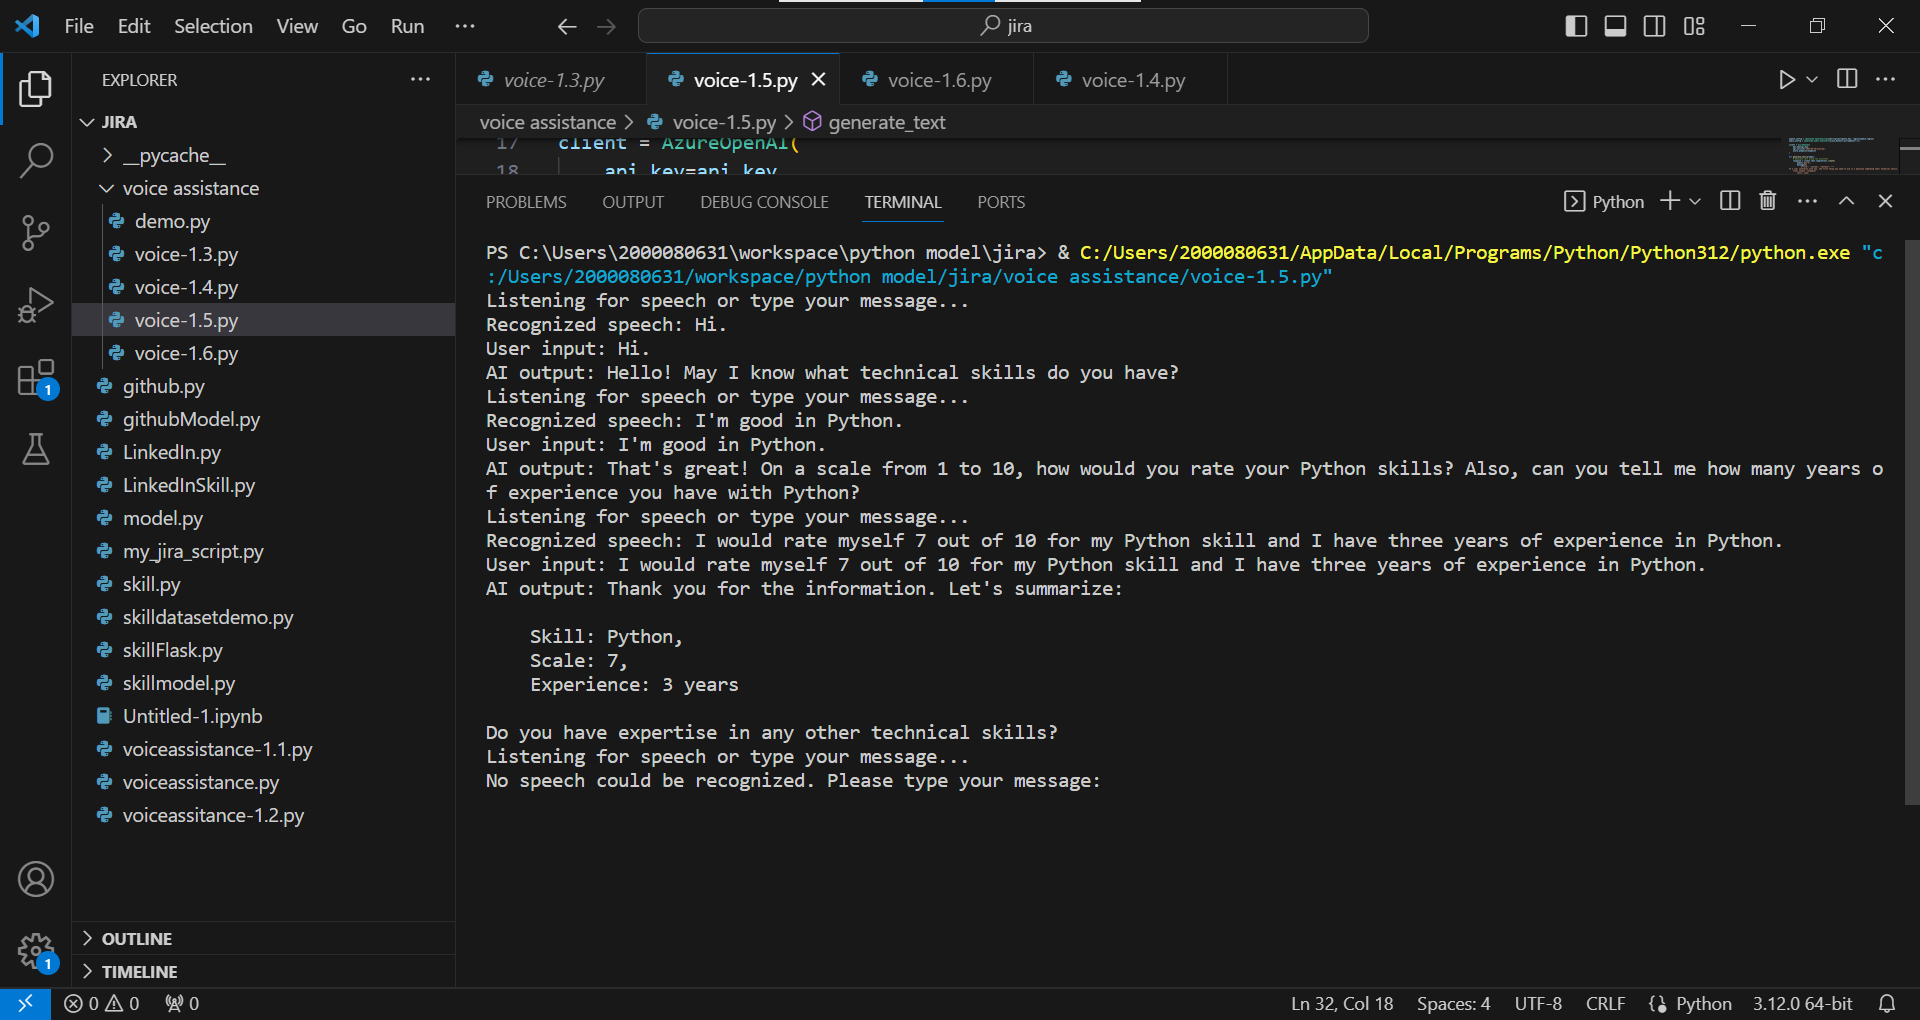 File Edit Selection View Go Run ···
jira
EXPLORER
JIRA
__pycache__
voice assistance
demo.py
voice-1.3.py
voice-1.4.py
voice-1.5.py
voice-1.6.py
github.py
githubModel.py
LinkedIn.py
LinkedInSkill.py
model.py
my_jira_script.py
skill.py
skilldatasetdemo.py
skillFlask.py
skillmodel.py
Untitled-1.ipynb
voiceassistance-1.1.py
voiceassistance.py
voiceassitance-1.2.py
OUTLINE
TIMELINE
1
1
voice-1.3.py voice-1.5.py voice-1.6.py voice-1.4.py
voice assistance > voice-1.5.py > generate_text
17 client = AzureOpenAI(
18 api_key=api_key
PROBLEMS OUTPUT DEBUG CONSOLE TERMINAL PORTS
Python
PS C:\Users\2000080631\workspace\python model\jira> & C:/Users/2000080631/AppData/Local/Programs/Python/Python312/python.exe "c
:/Users/2000080631/workspace/python model/jira/voice assistance/voice-1.5.py"
Listening for speech or type your message...
Recognized speech: Hi.
User input: Hi.
AI output: Hello! May I know what technical skills do you have?
Listening for speech or type your message...
Recognized speech: I'm good in Python.
User input: I'm good in Python.
AI output: That's great! On a scale from 1 to 10, how would you rate your Python skills? Also, can you tell me how many years o
f experience you have with Python?
Listening for speech or type your message...
Recognized speech: I would rate myself 7 out of 10 for my Python skill and I have three years of experience in Python.
User input: I would rate myself 7 out of 10 for my Python skill and I have three years of experience in Python.
AI output: Thank you for the information. Let's summarize:
Skill: Python,
Scale: 7,
Experience: 3 years
Do you have expertise in any other technical skills?
Listening for speech or type your message...
No speech could be recognized. Please type your message:
0 0 0 Ln 32, Col 18 Spaces: 4 UTF-8 CRLF Python 3.12.0 64-bit